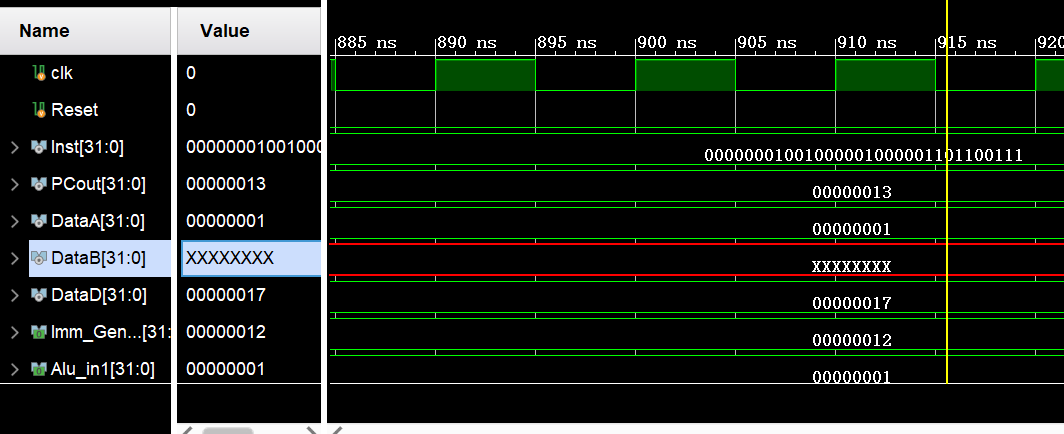 Name Value 885 ns 890 ns 895 ns 900 ns 905 ns 910 ns 915 ns 920
clk 0
Reset 0
Inst[31:0] 00000001001000 00000001001000001000001101100111
PCout[31:0] 00000013 00000013
DataA[31:0] 00000001 00000001
DataB[31:0] XXXXXXXX XXXXXXXX
DataD[31:0] 00000017 00000017
Imm_Gen...[31: 00000012 00000012
Alu_in1[31:0] 00000001 00000001